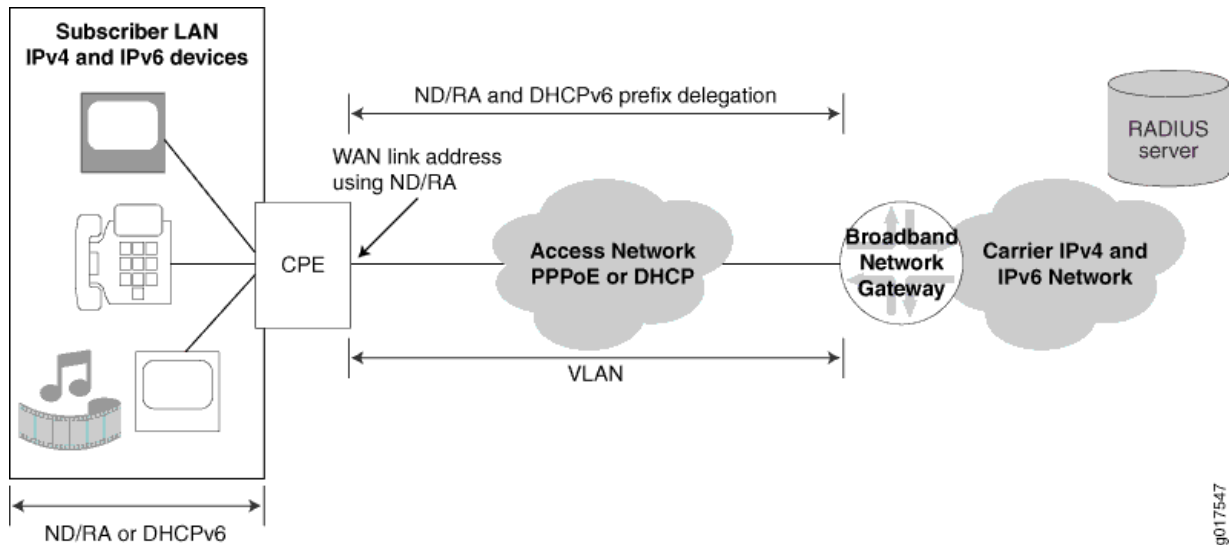 Subscriber LAN
IPv4 and IPv6 devices
ND/RA and DHCPv6 prefix delegation
RADIUS
server
WAN link address
using ND/RA
CPE
Access Network
PPPoE or DHCP
Broadband
Network
Gateway
Carrier IPv4 and
IPv6 Network
VLAN
ND/RA or DHCPv6
g017547